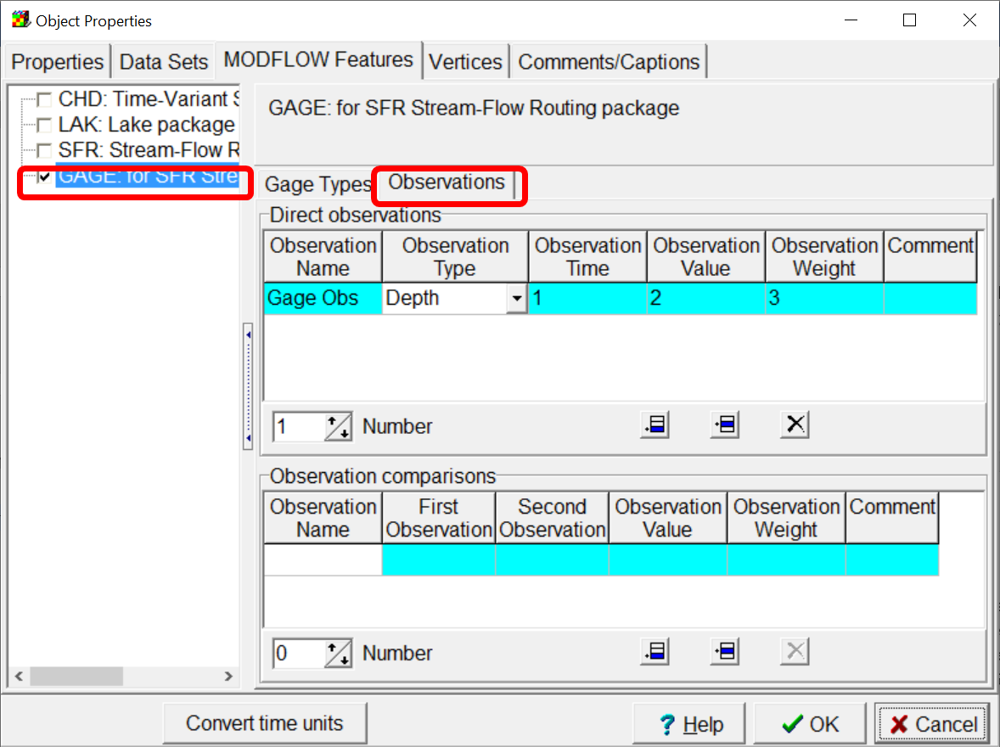 Object Properties
Properties Data Sets MODFLOW Features Vertices Comments/Captions
CHD: Time-Variant S
LAK: Lake package
SFR: Stream-Flow R
GAGE: for SFR Stre
GAGE: for SFR Stream-Flow Routing package
Gage Types Observations
Direct observations
Observation Name Observation Type Observation Time Observation Value Observation Weight Comment
Gage Obs Depth 1 2 3
1 Number
Observation comparisons
Observation Name First Observation Second Observation Observation Value Observation Weight Comment
0 Number
Convert time units ? Help OK Cancel